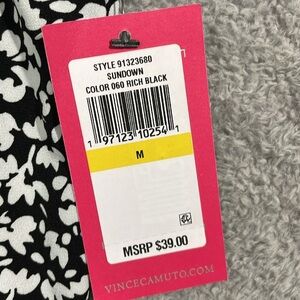 STYLE 91323680
SUNDOWN
COLOR 060 RICH BLACK
1 97123 10254 1
M
MSRP $39.00
VINCECAMUTO.COM